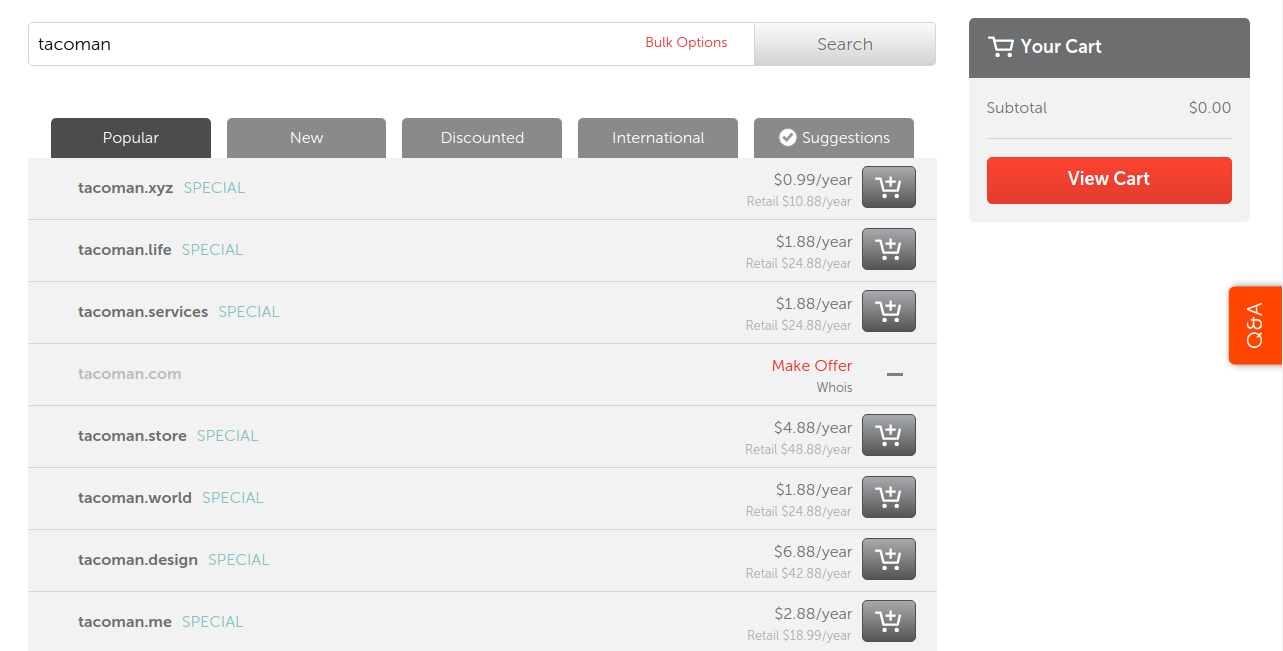 tacoman
Bulk Options
Search
Your Cart
Subtotal $0.00
View Cart
Popular New Discounted International Suggestions
tacoman.xyz SPECIAL $0.99/year
Retail $10.88/year
tacoman.life SPECIAL $1.88/year
Retail $24.88/year
tacoman.services SPECIAL $1.88/year
Retail $24.88/year
tacoman.com Make Offer
Whois
tacoman.store SPECIAL $4.88/year
Retail $48.88/year
tacoman.world SPECIAL $1.88/year
Retail $24.88/year
tacoman.design SPECIAL $6.88/year
Retail $42.88/year
tacoman.me SPECIAL $2.88/year
Retail $18.99/year
Q&A